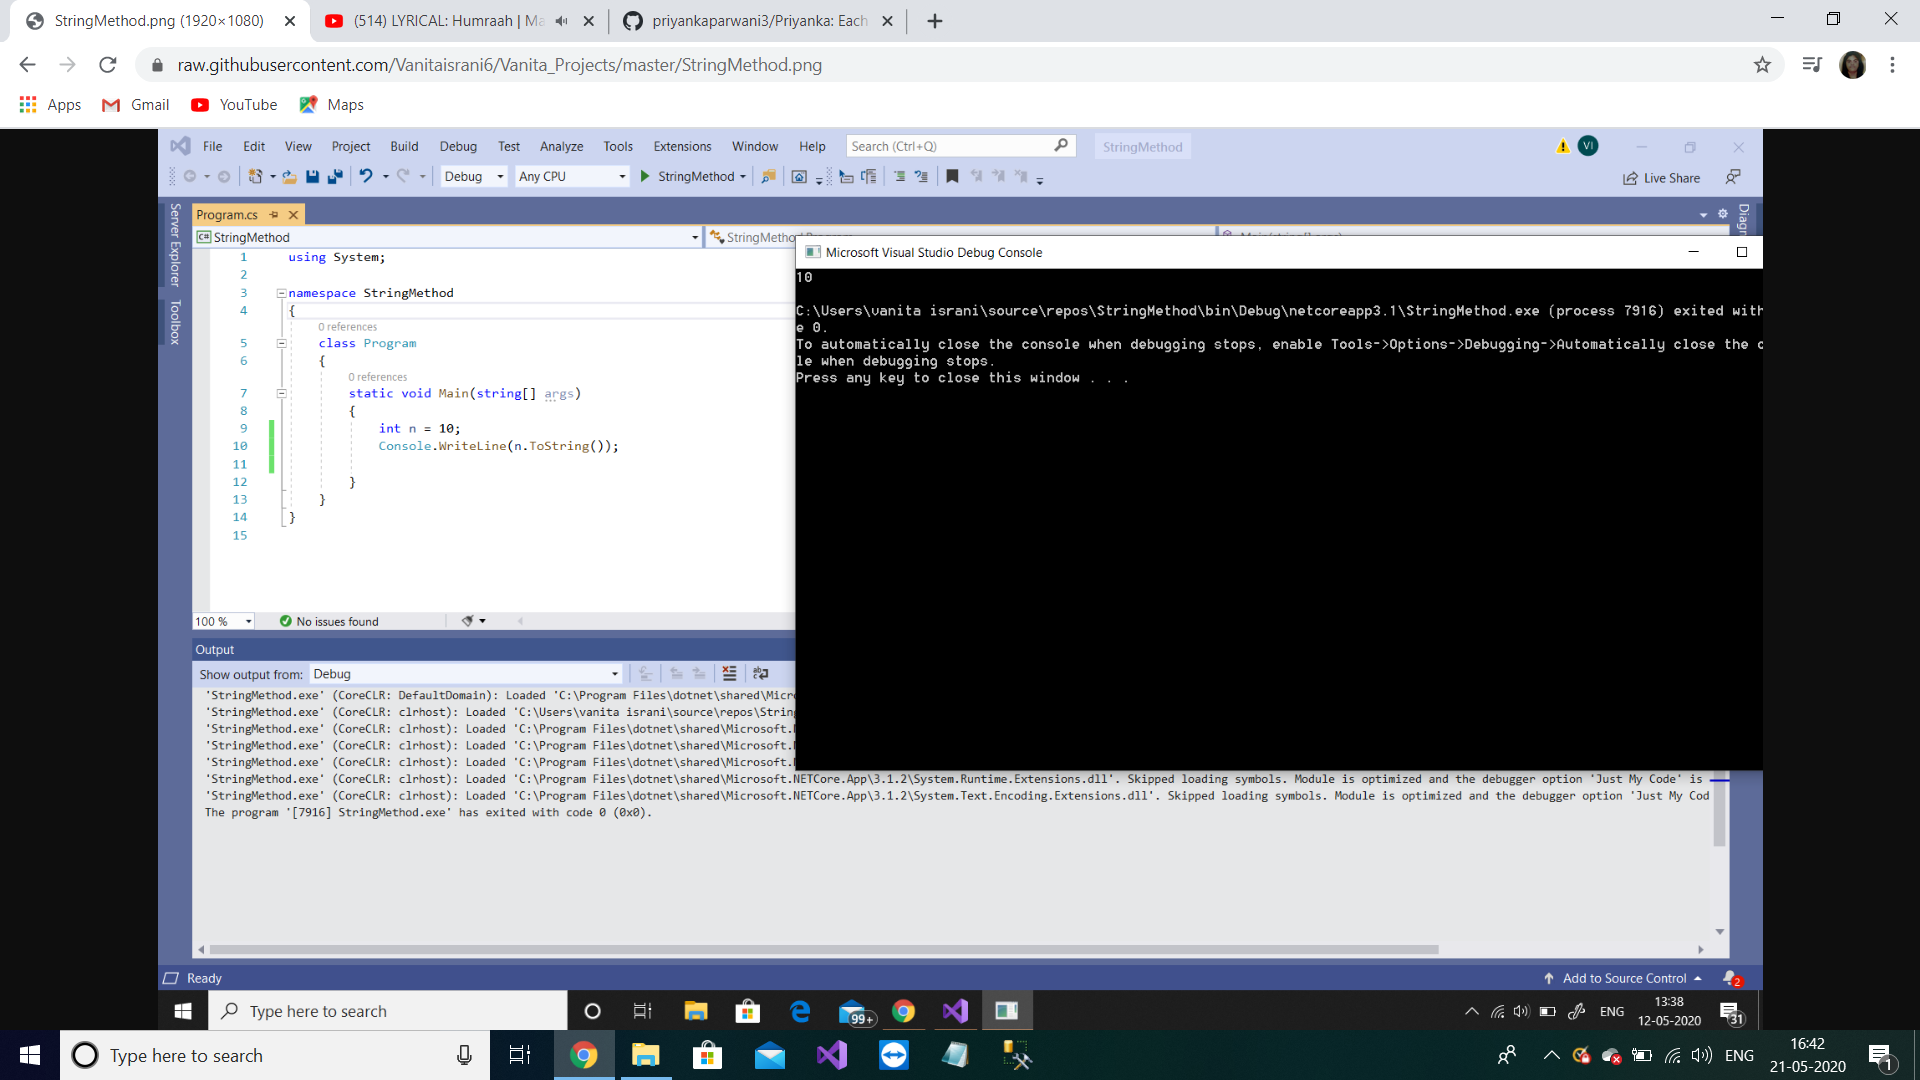 StringMethod.png (1920×1080)
(514) LYRICAL: Humraah | Ma
priyankaparwani3/Priyanka: Each
raw.githubusercontent.com/Vanitaisrani6/Vanita_Projects/master/StringMethod.png
Apps Gmail YouTube Maps
File Edit View Project Build Debug Test Analyze Tools Extensions Window Help Search (Ctrl+Q) StringMethod VI
Debug Any CPU StringMethod Live Share
Server Explorer
Toolbox
Diagn
Program.cs
StringMethod StringMetho
1 using System;
2
3 namespace StringMethod
4 {
0 references
5 class Program
6 {
0 references
7 static void Main(string[] args)
8 {
9 int n = 10;
10 Console.WriteLine(n.ToString());
11
12 }
13 }
14 }
15
100 % No issues found
Microsoft Visual Studio Debug Console
10
C:\Users\vanita israni\source\repos\StringMethod\bin\Debug\netcoreapp3.1\StringMethod.exe (process 7916) exited with
e 0.
To automatically close the console when debugging stops, enable Tools->Options->Debugging->Automatically close the c
le when debugging stops.
Press any key to close this window . . .
Output
Show output from: Debug
'StringMethod.exe' (CoreCLR: DefaultDomain): Loaded 'C:\Program Files\dotnet\shared\Micr
'StringMethod.exe' (CoreCLR: clrhost): Loaded 'C:\Users\vanita israni\source\repos\String
'StringMethod.exe' (CoreCLR: clrhost): Loaded 'C:\Program Files\dotnet\shared\Microsoft.N
'StringMethod.exe' (CoreCLR: clrhost): Loaded 'C:\Program Files\dotnet\shared\Microsoft.N
'StringMethod.exe' (CoreCLR: clrhost): Loaded 'C:\Program Files\dotnet\shared\Microsoft.N
'StringMethod.exe' (CoreCLR: clrhost): Loaded 'C:\Program Files\dotnet\shared\Microsoft.NETCore.App\3.1.2\System.Runtime.Extensions.dll'. Skipped loading symbols. Module is optimized and the debugger option 'Just My Code' is
'StringMethod.exe' (CoreCLR: clrhost): Loaded 'C:\Program Files\dotnet\shared\Microsoft.NETCore.App\3.1.2\System.Text.Encoding.Extensions.dll'. Skipped loading symbols. Module is optimized and the debugger option 'Just My Cod
The program '[7916] StringMethod.exe' has exited with code 0 (0x0).
Ready Add to Source Control 2
Type here to search 99+ ENG 13:38 31
12-05-2020
Type here to search ENG 16:42 1
21-05-2020